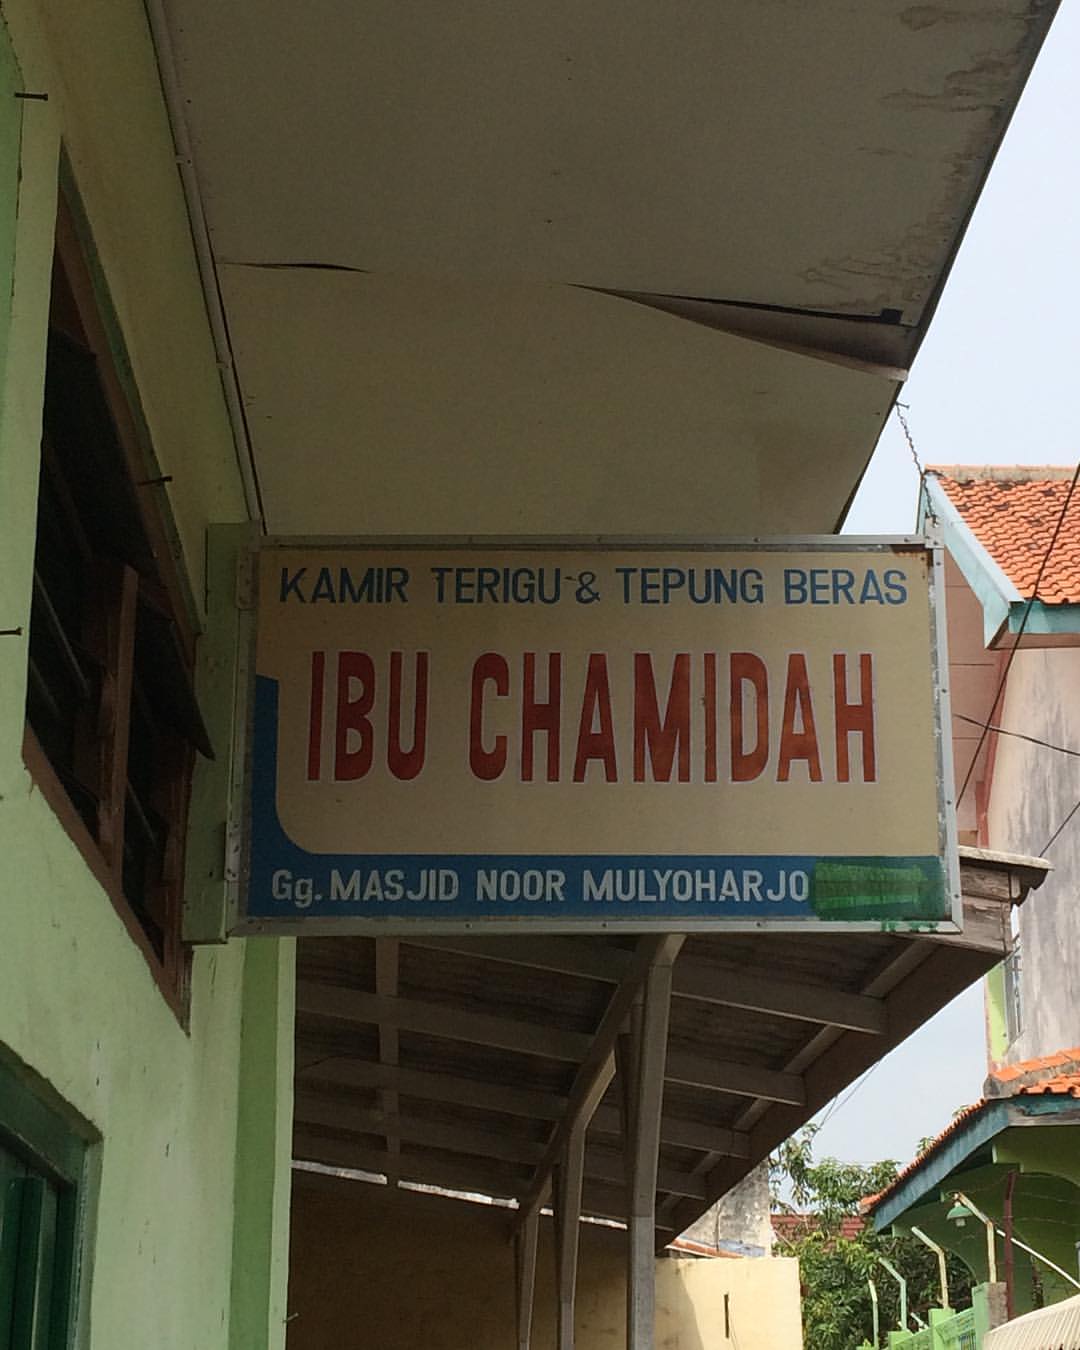 KAMIR TERIGU & TEPUNG BERAS
IBU CHAMIDAH
Gg. MASJID NOOR MULYOHARJO